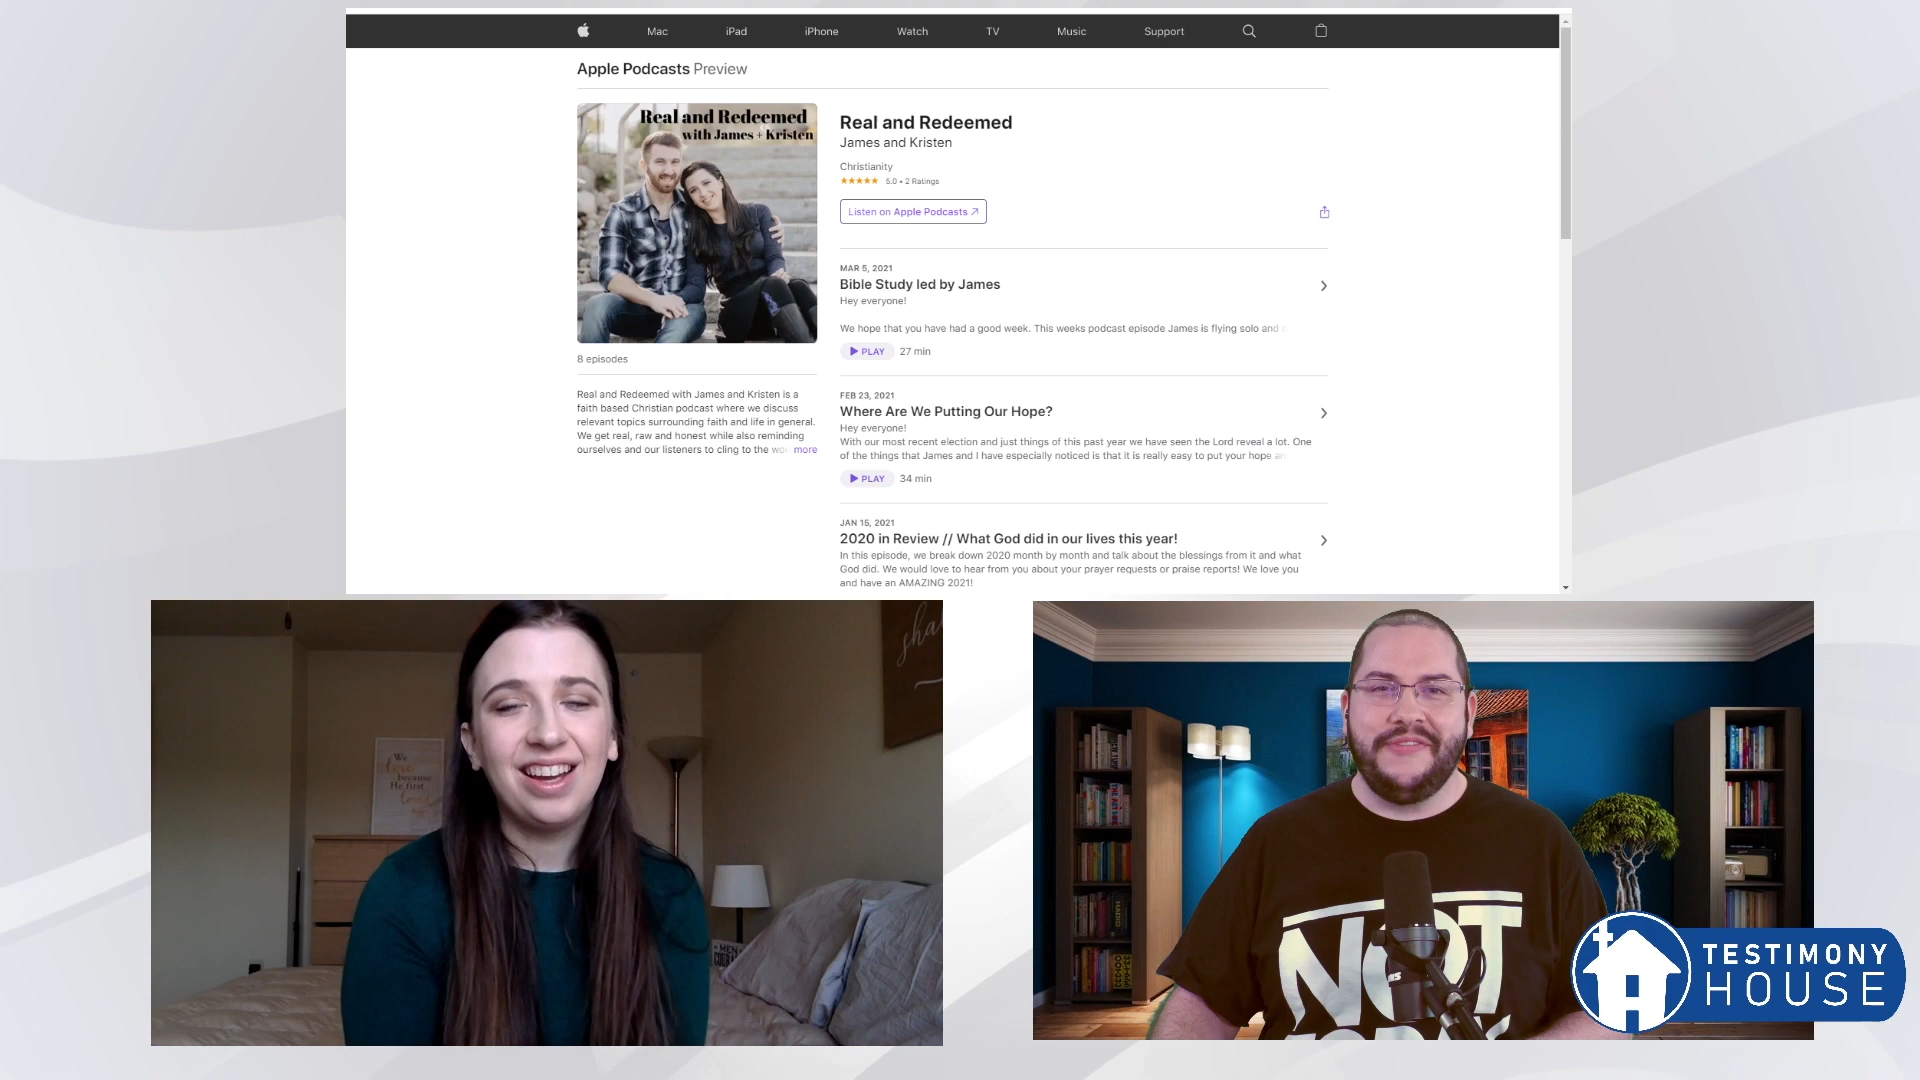 Mac iPad iPhone Watch TV Music Support
Apple Podcasts Preview
Real and Redeemed
with James + Kristen
8 episodes
Real and Redeemed with James and Kristen is a
faith based Christian podcast where we discuss
relevant topics surrounding faith and life in general.
We get real, raw and honest while also reminding
ourselves and our listeners to cling to the more
Real and Redeemed
James and Kristen
Christianity
★★★★★ 5.0 • 2 Ratings
Listen on Apple Podcasts ↗
MAR 5, 2021
Bible Study led by James
Hey everyone!
We hope that you have had a good week. This weeks podcast episode James is flying solo and
PLAY 27 min
FEB 23, 2021
Where Are We Putting Our Hope?
Hey everyone!
With our most recent election and just things of this past year we have seen the Lord reveal a lot. One
of the things that James and I have especially noticed is that it is really easy to put your hope
PLAY 34 min
JAN 15, 2021
2020 in Review // What God did in our lives this year!
In this episode, we break down 2020 month by month and talk about the blessings from it and what
God did. We would love to hear from you about your prayer requests or praise reports! We love you
and have an AMAZING 2021!
We
love
because
He first
loved
NOT
TESTIMONY
HOUSE